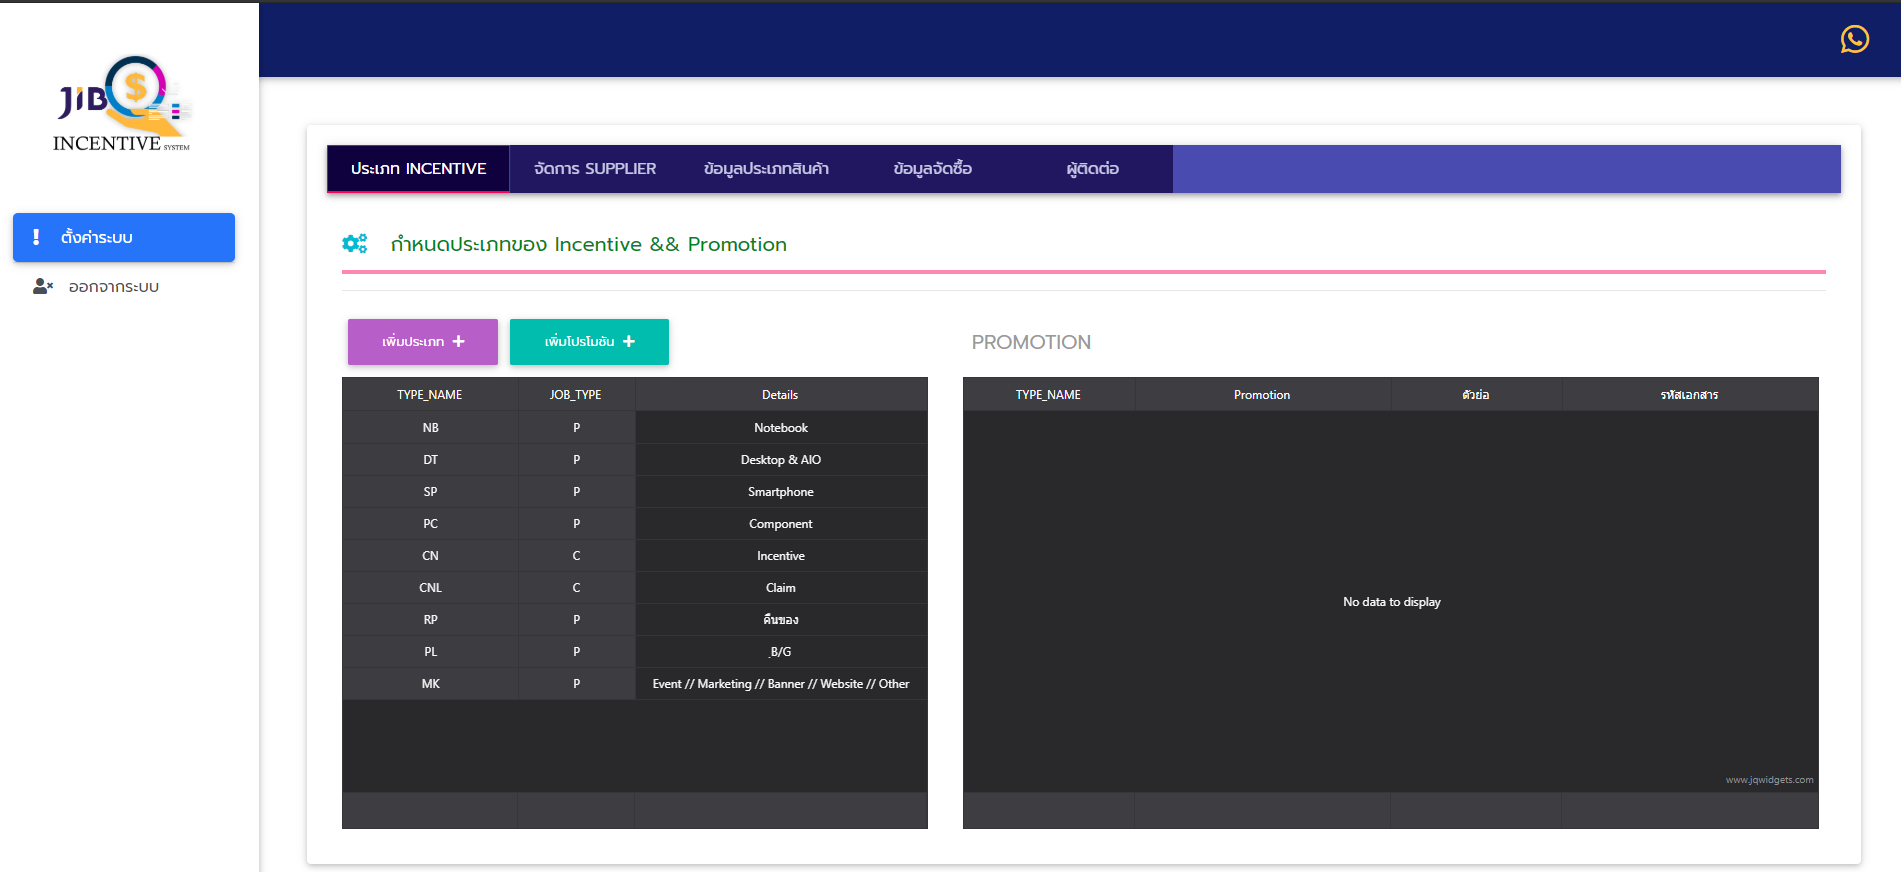 JIB
INCENTIVE SYSTEM
ตั้งค่าระบบ
ออกจากระบบ
ประเภท INCENTIVE จัดการ SUPPLIER ข้อมูลประเภทสินค้า ข้อมูลจัดซื้อ ผู้ติดต่อ
กำหนดประเภทของ Incentive && Promotion
เพิ่มประเภท เพิ่มโปรโมชัน
TYPE_NAME JOB_TYPE Details
NB P Notebook
DT P Desktop & AIO
SP P Smartphone
PC P Component
CN C Incentive
CNL C Claim
RP P คืนของ
PL P .B/G
MK P Event // Marketing // Banner // Website // Other
PROMOTION
TYPE_NAME Promotion ตัวย่อ รหัสเอกสาร
No data to display
www.jqwidgets.com